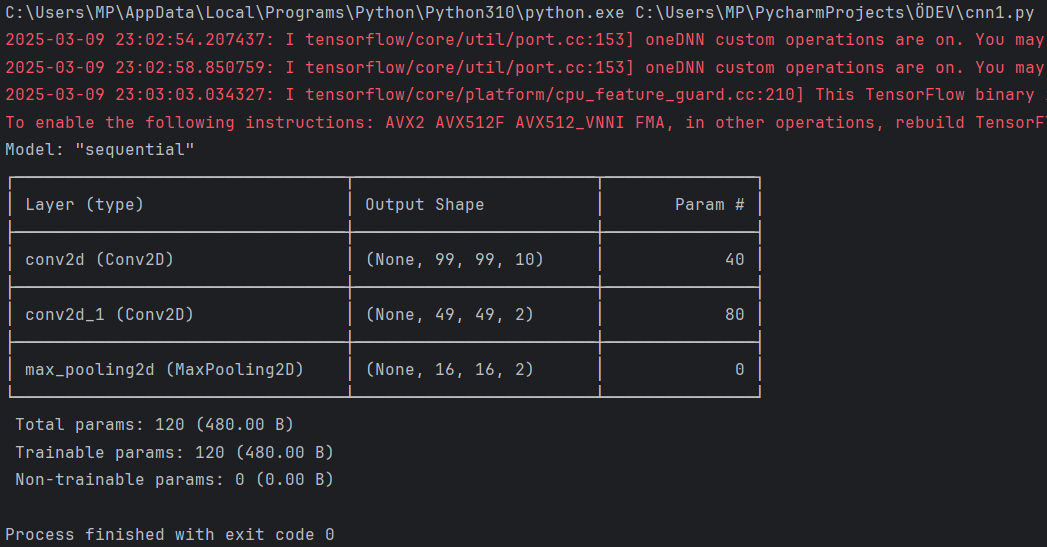 C:\Users\MP\AppData\Local\Programs\Python\Python310\python.exe C:\Users\MP\PycharmProjects\ÖDEV\cnn1.py
2025-03-09 23:02:54.207437: I tensorflow/core/util/port.cc:153] oneDNN custom operations are on. You may
2025-03-09 23:02:58.850759: I tensorflow/core/util/port.cc:153] oneDNN custom operations are on. You may
2025-03-09 23:03:03.034327: I tensorflow/core/platform/cpu_feature_guard.cc:210] This TensorFlow binary
To enable the following instructions: AVX2 AVX512F AVX512_VNNI FMA, in other operations, rebuild TensorF
Model: "sequential"
Layer (type) Output Shape Param #
conv2d (Conv2D) (None, 99, 99, 10) 40
conv2d_1 (Conv2D) (None, 49, 49, 2) 80
max_pooling2d (MaxPooling2D) (None, 16, 16, 2) 0
Total params: 120 (480.00 B)
Trainable params: 120 (480.00 B)
Non-trainable params: 0 (0.00 B)
Process finished with exit code 0